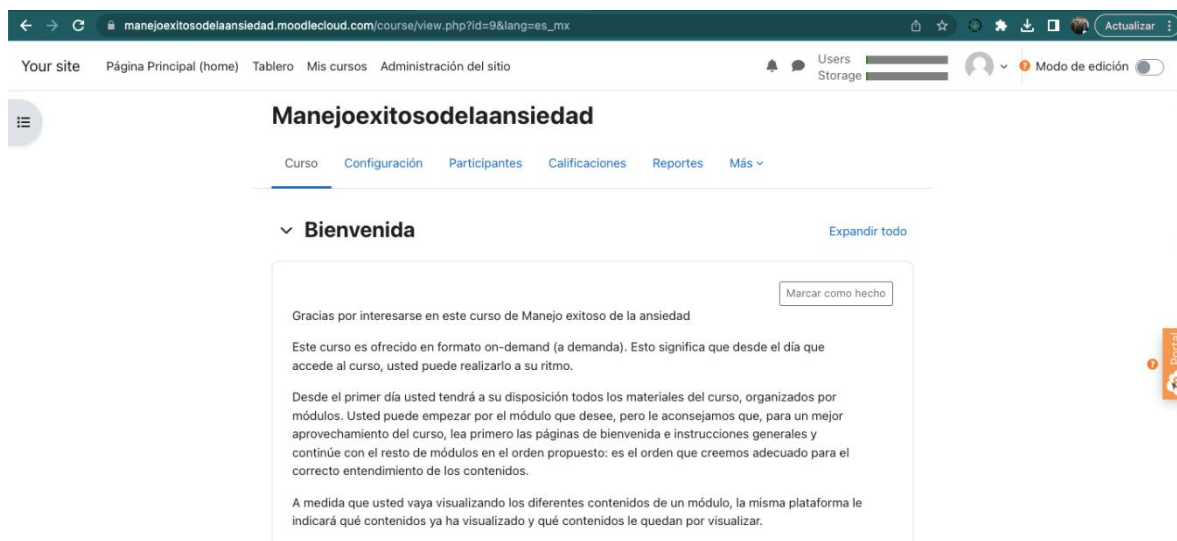 manejoexitosodelaansiedad.moodlecloud.com/course/view.php?id=9&lang=es_mx
Actualizar
Your site Página Principal (home) Tablero Mis cursos Administración del sitio
Users
Storage
Modo de edición
Manejoexitosodelaansiedad
Curso Configuración Participantes Calificaciones Reportes Más
Bienvenida
Expandir todo
Marcar como hecho
Gracias por interesarse en este curso de Manejo exitoso de la ansiedad
Este curso es ofrecido en formato on-demand (a demanda). Esto significa que desde el día que
accede al curso, usted puede realizarlo a su ritmo.
Desde el primer día usted tendrá a su disposición todos los materiales del curso, organizados por
módulos. Usted puede empezar por el módulo que desee, pero le aconsejamos que, para un mejor
aprovechamiento del curso, lea primero las páginas de bienvenida e instrucciones generales y
continúe con el resto de módulos en el orden propuesto: es el orden que creemos adecuado para el
correcto entendimiento de los contenidos.
A medida que usted vaya visualizando los diferentes contenidos de un módulo, la misma plataforma le
indicará qué contenidos ya ha visualizado y qué contenidos le quedan por visualizar.
Portal